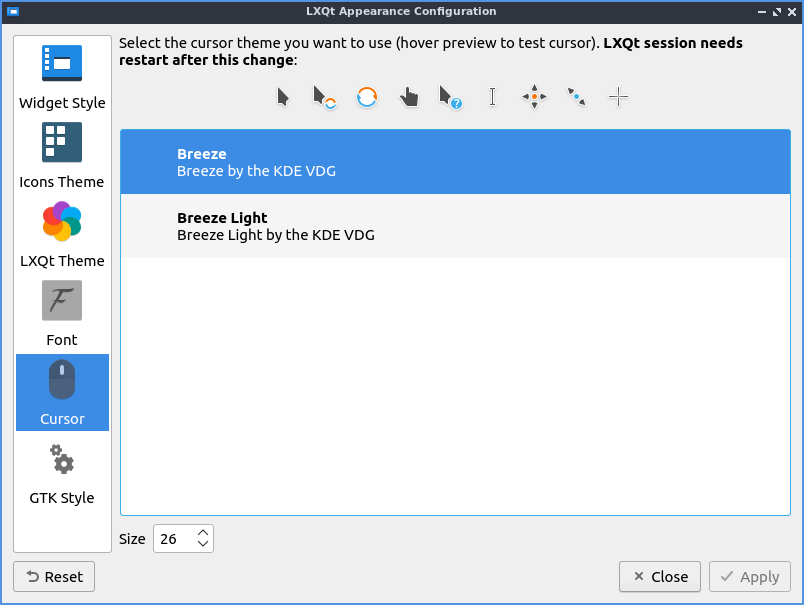 LXQt Appearance Configuration
Select the cursor theme you want to use (hover preview to test cursor). LXQt session needs
restart after this change:
Widget Style
Icons Theme
LXQt Theme
Font
Cursor
GTK Style
Breeze
Breeze by the KDE VDG
Breeze Light
Breeze Light by the KDE VDG
Size 26
Reset
Close
Apply